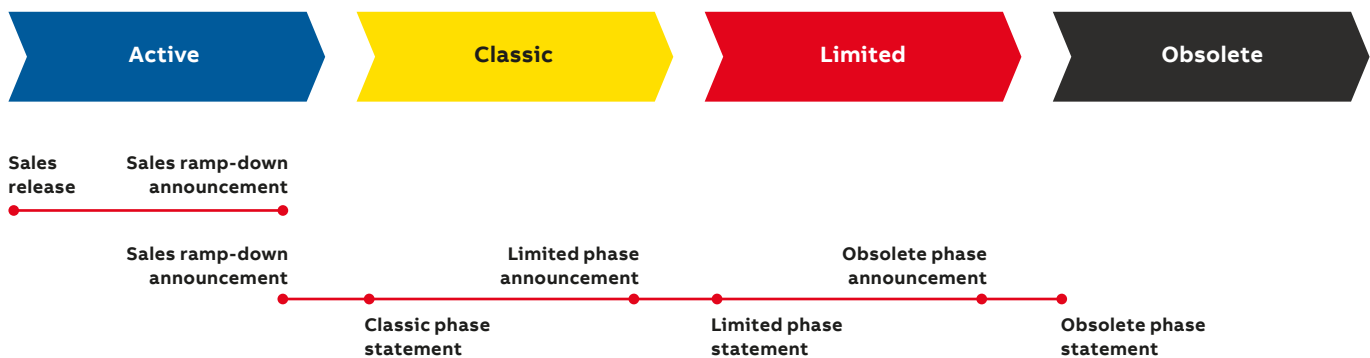 Active
Classic
Limited
Obsolete
Sales
release
Sales ramp-down
announcement
Sales ramp-down
announcement
Limited phase
announcement
Obsolete phase
announcement
Classic phase
statement
Limited phase
statement
Obsolete phase
statement